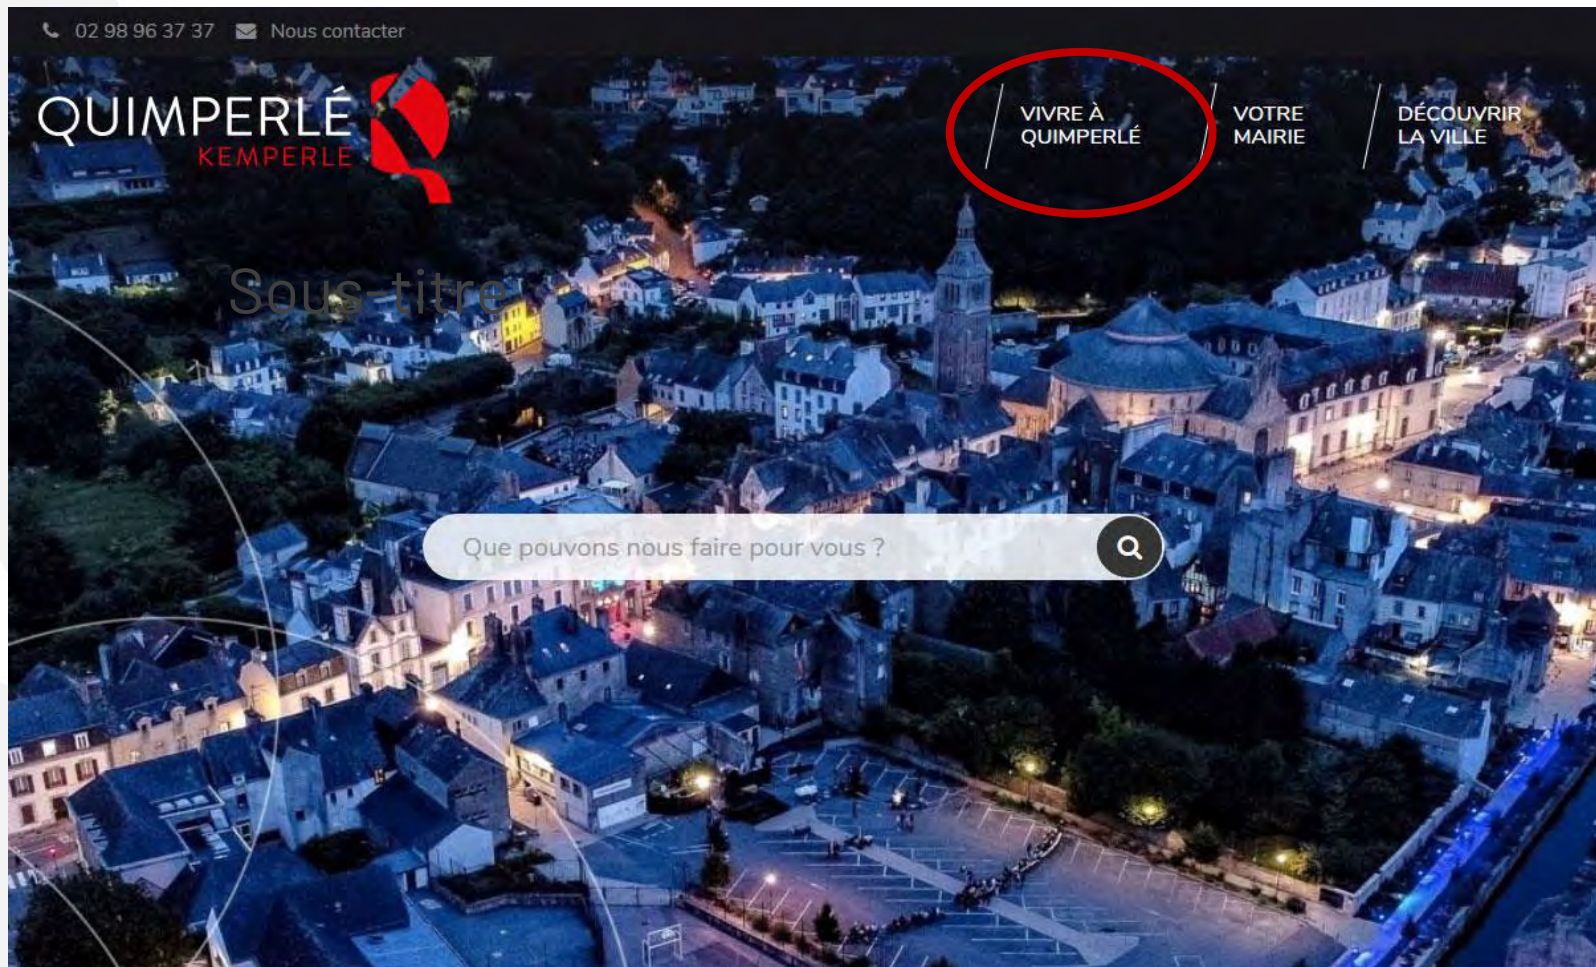 02 98 96 37 37 Nous contacter
QUIMPERLÉ
KEMPERLE
VIVRE À
QUIMPERLÉ
VOTRE
MAIRIE
DÉCOUVRIR
LA VILLE
Sous-titre
Que pouvons nous faire pour vous ?